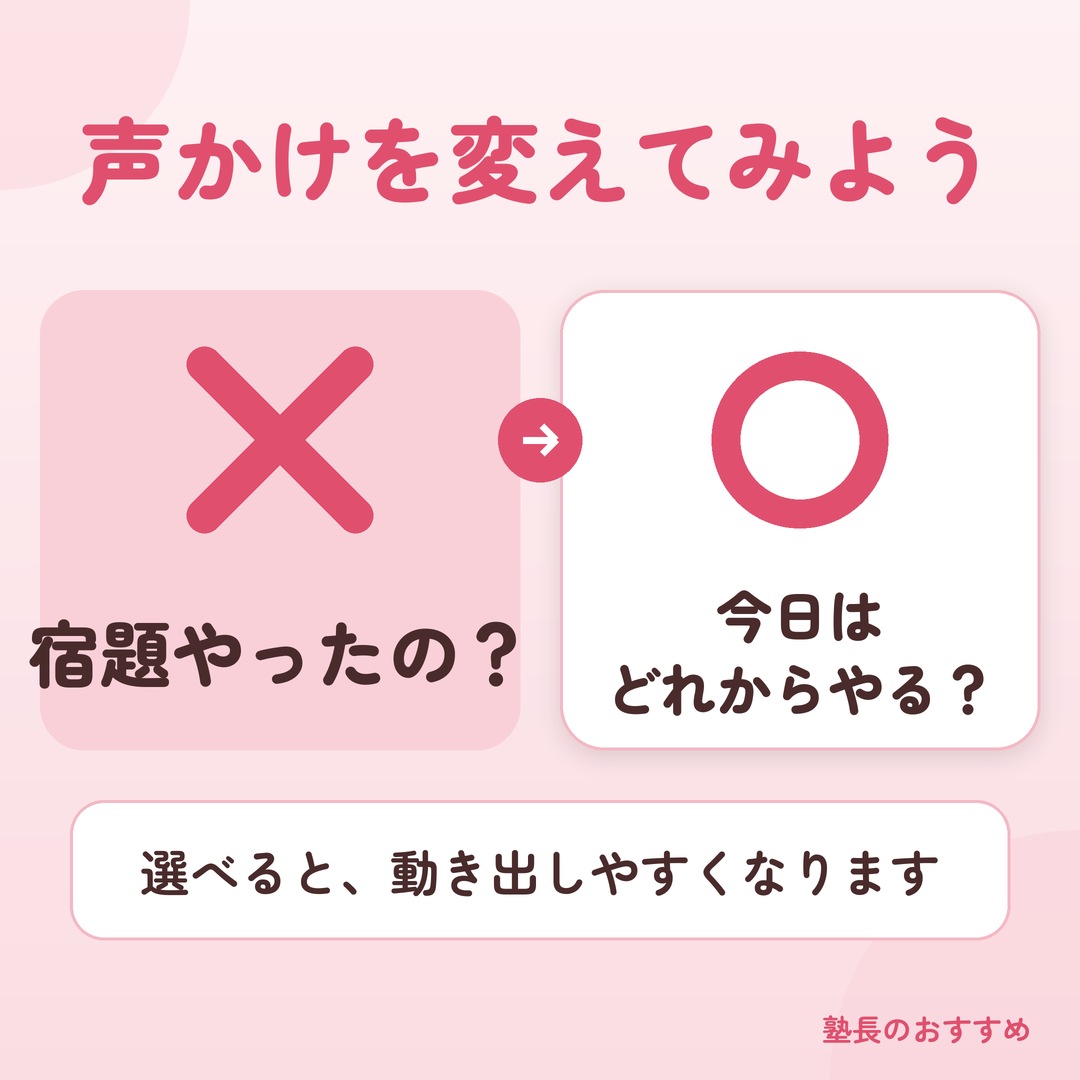 声かけを変えてみよう
宿題やったの？
今日は
どれからやる？
選べると、動き出しやすくなります
塾長のおすすめ